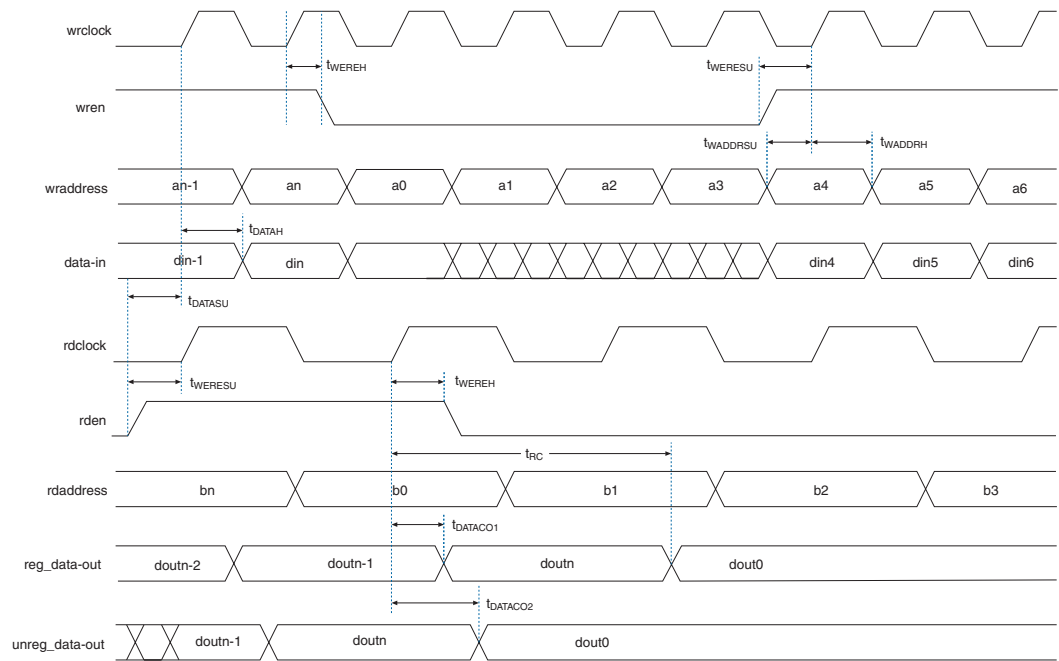 wrclock
tWEREH
tWERESU
wren
tWADDRSU
tWADDRH
wraddress an-1 an a0 a1 a2 a3 a4 a5 a6
tDATAH
data-in din-1 din din4 din5 din6
tDATASU
rdclock
tWERESU tWEREH
rden
tRC
rdaddress bn b0 b1 b2 b3
tDATACO1
reg_data-out doutn-2 doutn-1 doutn dout0
tDATACO2
unreg_data-out doutn-1 doutn dout0